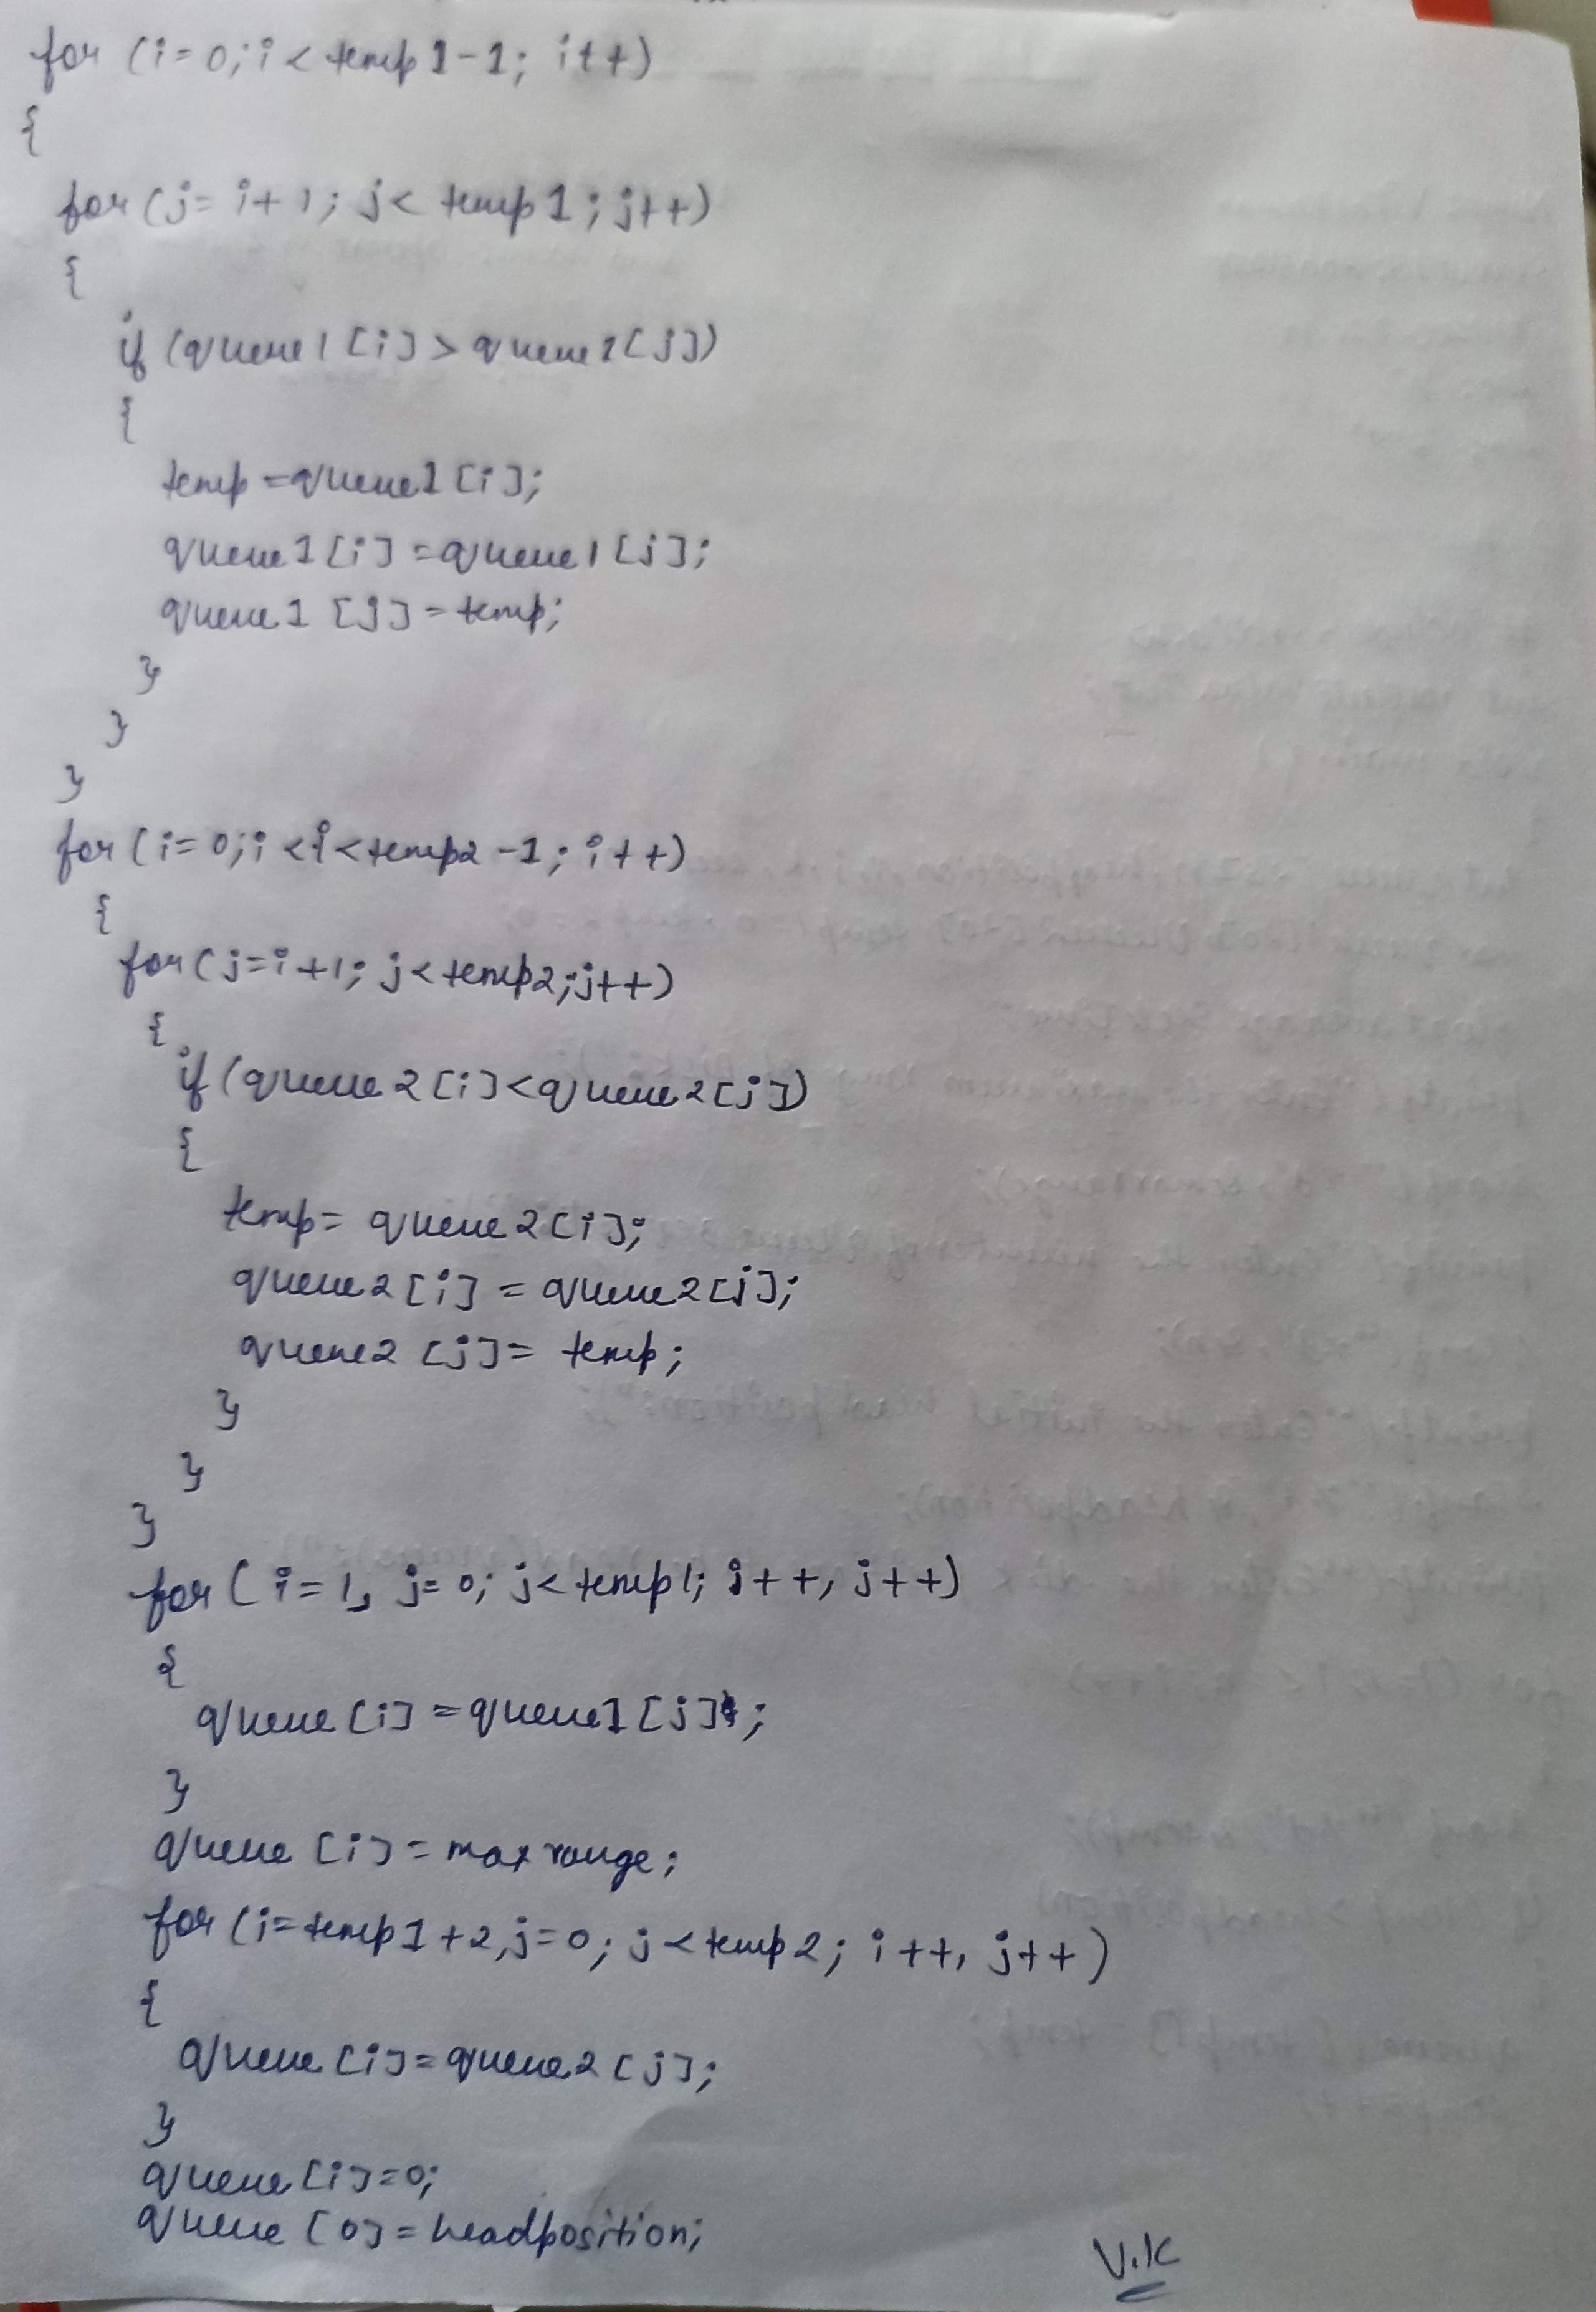 for (i=0; i < temp1-1; i++)
{
for (j= i+1; j< temp1; j++)
{
if (queue1[i] > queue1[j])
{
temp = queue1[i];
queue1[i] = queue1[j];
queue1[j] = temp;
}
}
}
for (i=0; i < i < temp2 -1; i++)
{
for (j=i+1; j<temp2; j++)
{
if (queue2[i] < queue2[j])
{
temp = queue2[i];
queue2[i] = queue2[j];
queue2[j] = temp;
}
}
}
for (i=1, j=0; j<temp1; i++, j++)
{
queue[i] = queue1[j];
}
queue[i] = maxrange;
for (i=temp1+2, j=0; j<temp2; i++, j++)
{
queue[i] = queue2[j];
}
queue[i]=0;
queue[0]=headposition;
V.K